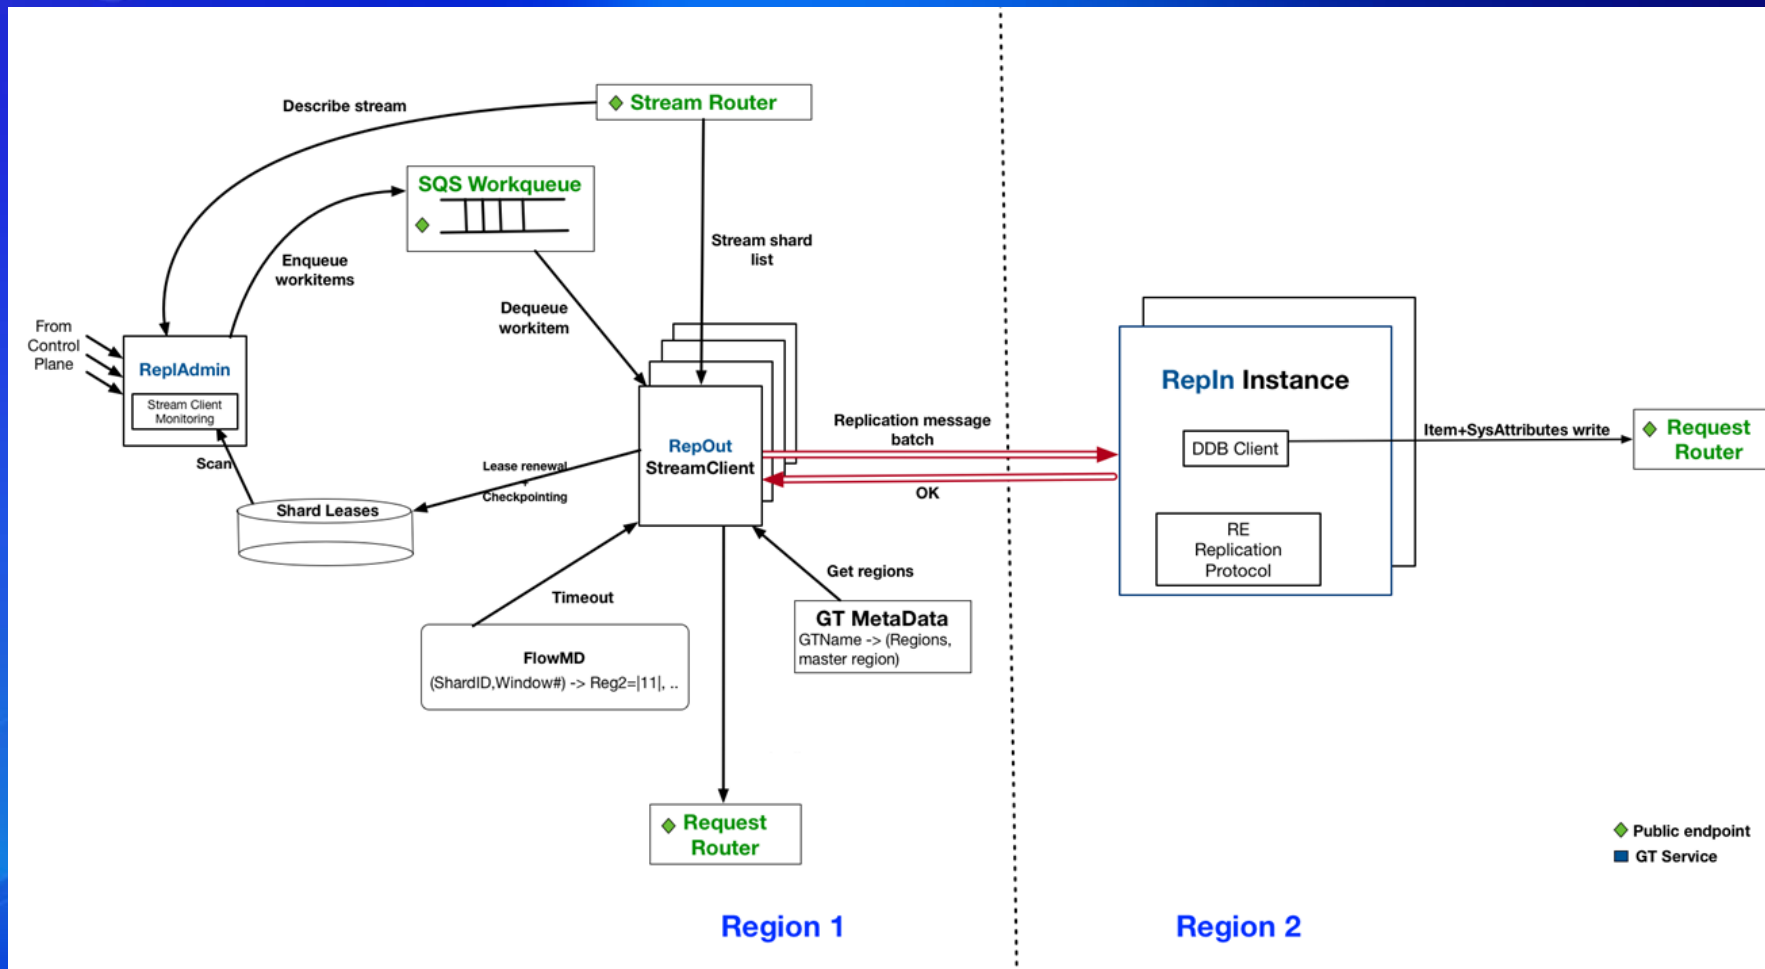 Describe stream
Stream Router
SQS Workqueue
Enqueue
workitems
Stream shard
list
Dequeue
workitem
From
Control
Plane
ReplAdmin
Stream Client
Monitoring
Scan
Shard Leases
Lease renewal
+
Checkpointing
RepOut
StreamClient
Replication message
batch
OK
RepIn Instance
DDB Client
RE
Replication
Protocol
Item+SysAttributes write
Request
Router
Timeout
Get regions
FlowMD
(ShardID,Window#) -> Reg2=|11|, ..
GT MetaData
GTName -> (Regions,
master region)
Request
Router
Public endpoint
GT Service
Region 1
Region 2